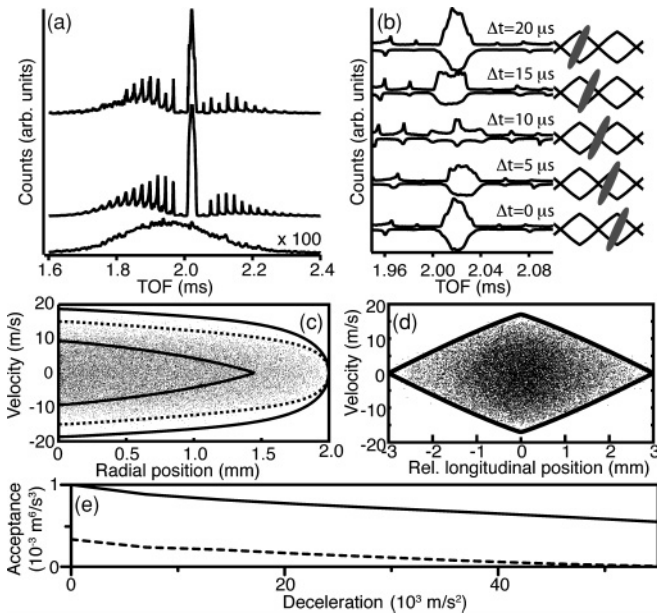 (a)
Counts (arb. units)
x 100
1.6 1.8 2.0 2.2 2.4
TOF (ms)
(b)
Counts (arb. units)
Δt=20 μs
Δt=15 μs
Δt=10 μs
Δt=5 μs
Δt=0 μs
1.96 2.00 2.04 2.08
TOF (ms)
(c)
Velocity (m/s)
20
10
0
-10
-20
0.0 0.5 1.0 1.5 2.0
Radial position (mm)
(d)
Velocity (m/s)
20
10
0
-10
-20
-3 -2 -1 0 1 2 3
Rel. longitudinal position (mm)
(e)
Acceptance
(10⁻³ m⁶/s³)
1
0
0 20 40
Deceleration (10³ m/s²)